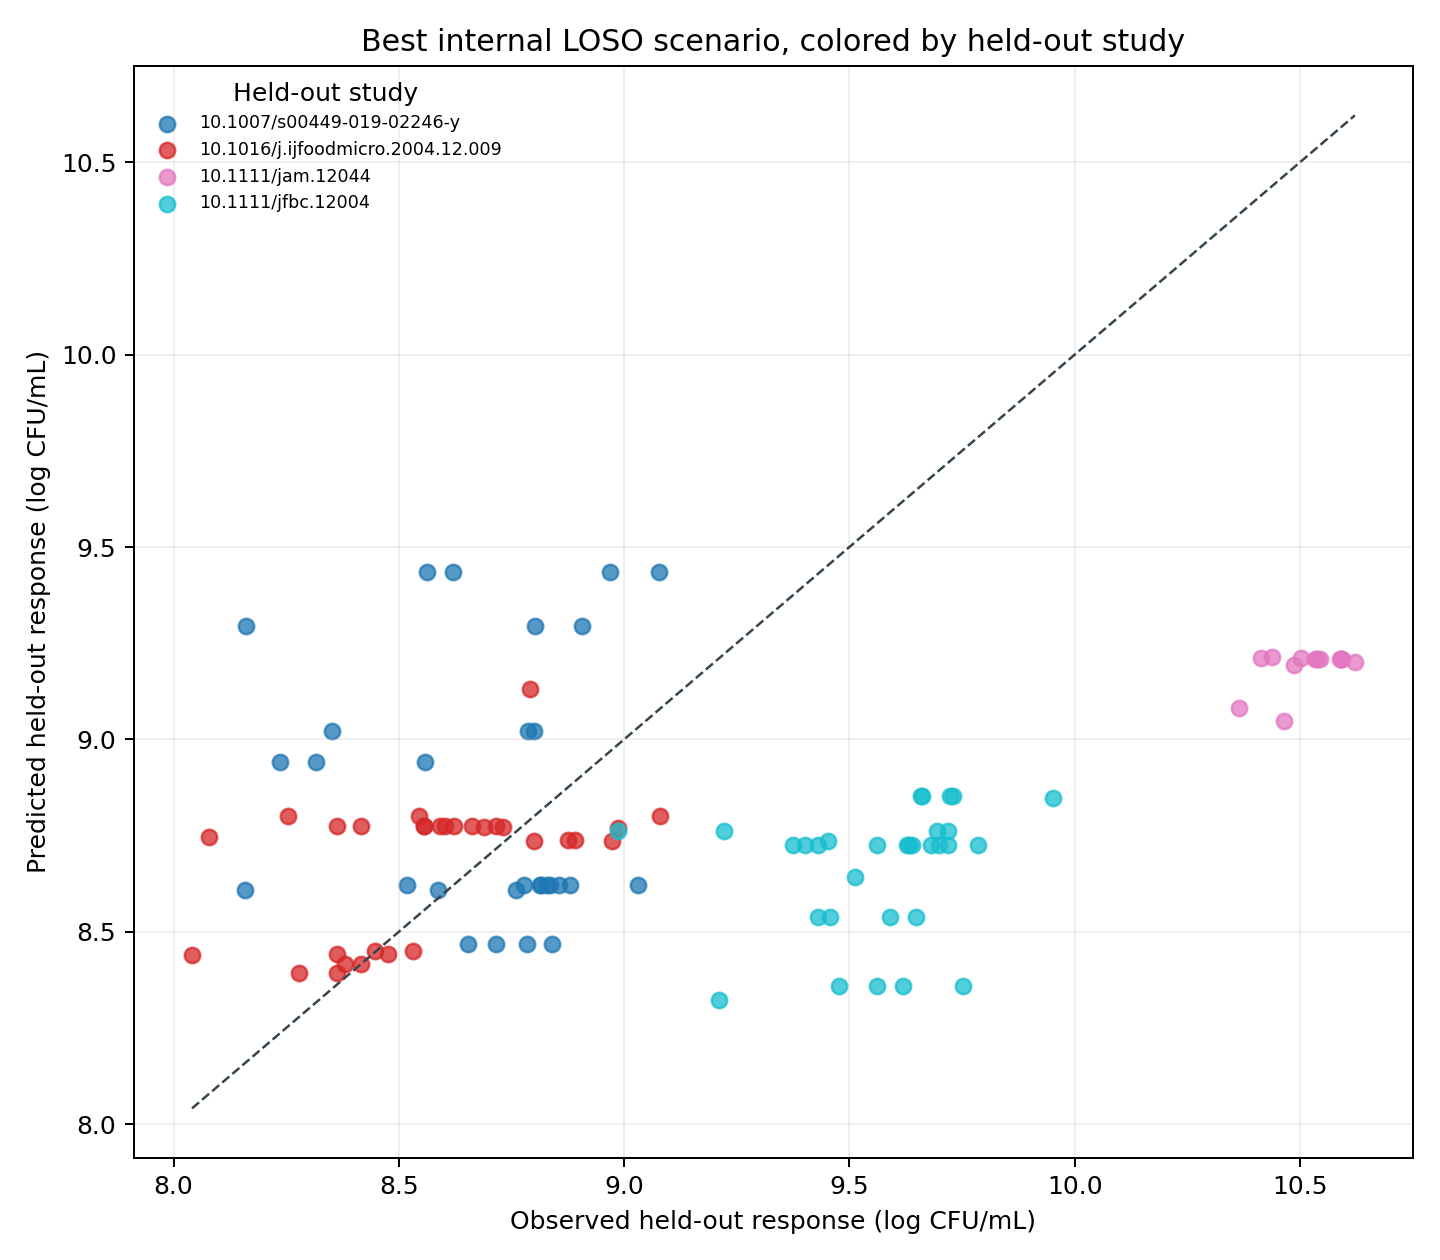 Best internal LOSO scenario, colored by held-out study
Held-out study
10.1007/s00449-019-02246-y
10.1016/j.ijfoodmicro.2004.12.009
10.1111/jam.12044
10.1111/jfbc.12004
Predicted held-out response (log CFU/mL)
10.5
10.0
9.5
9.0
8.5
8.0
8.0 8.5 9.0 9.5 10.0 10.5
Observed held-out response (log CFU/mL)